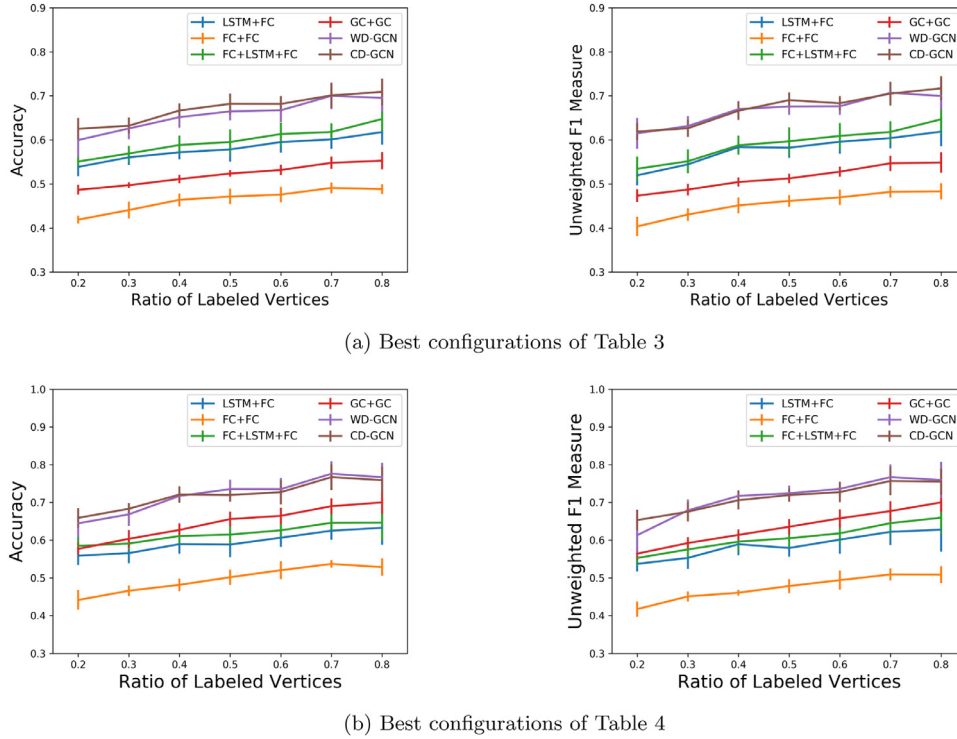 0.9
0.8
0.7
0.6
0.5
0.4
0.3
Accuracy
LSTM+FC
FC+FC
FC+LSTM+FC
GC+GC
WD-GCN
CD-GCN
0.2 0.3 0.4 0.5 0.6 0.7 0.8
Ratio of Labeled Vertices
0.9
0.8
0.7
0.6
0.5
0.4
0.3
Unweighted F1 Measure
LSTM+FC
FC+FC
FC+LSTM+FC
GC+GC
WD-GCN
CD-GCN
0.2 0.3 0.4 0.5 0.6 0.7 0.8
Ratio of Labeled Vertices
(a) Best configurations of Table 3
1.0
0.9
0.8
0.7
0.6
0.5
0.4
0.3
Accuracy
LSTM+FC
FC+FC
FC+LSTM+FC
GC+GC
WD-GCN
CD-GCN
0.2 0.3 0.4 0.5 0.6 0.7 0.8
Ratio of Labeled Vertices
1.0
0.9
0.8
0.7
0.6
0.5
0.4
0.3
Unweighted F1 Measure
LSTM+FC
FC+FC
FC+LSTM+FC
GC+GC
WD-GCN
CD-GCN
0.2 0.3 0.4 0.5 0.6 0.7 0.8
Ratio of Labeled Vertices
(b) Best configurations of Table 4